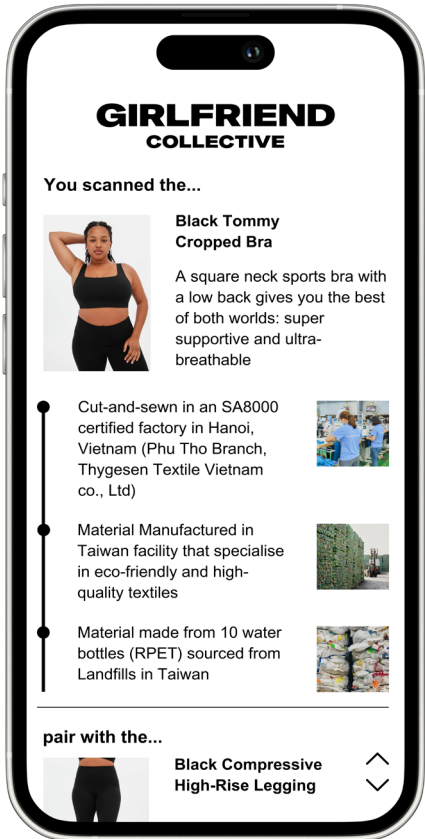 GIRLFRIEND
COLLECTIVE
You scanned the...
Black Tommy
Cropped Bra
A square neck sports bra with
a low back gives you the best
of both worlds: super
supportive and ultra-
breathable
Cut-and-sewn in an SA8000
certified factory in Hanoi,
Vietnam (Phu Tho Branch,
Thygesen Textile Vietnam
co., Ltd)
Material Manufactured in
Taiwan facility that specialise
in eco-friendly and high-
quality textiles
Material made from 10 water
bottles (RPET) sourced from
Landfills in Taiwan
pair with the...
Black Compressive
High-Rise Legging